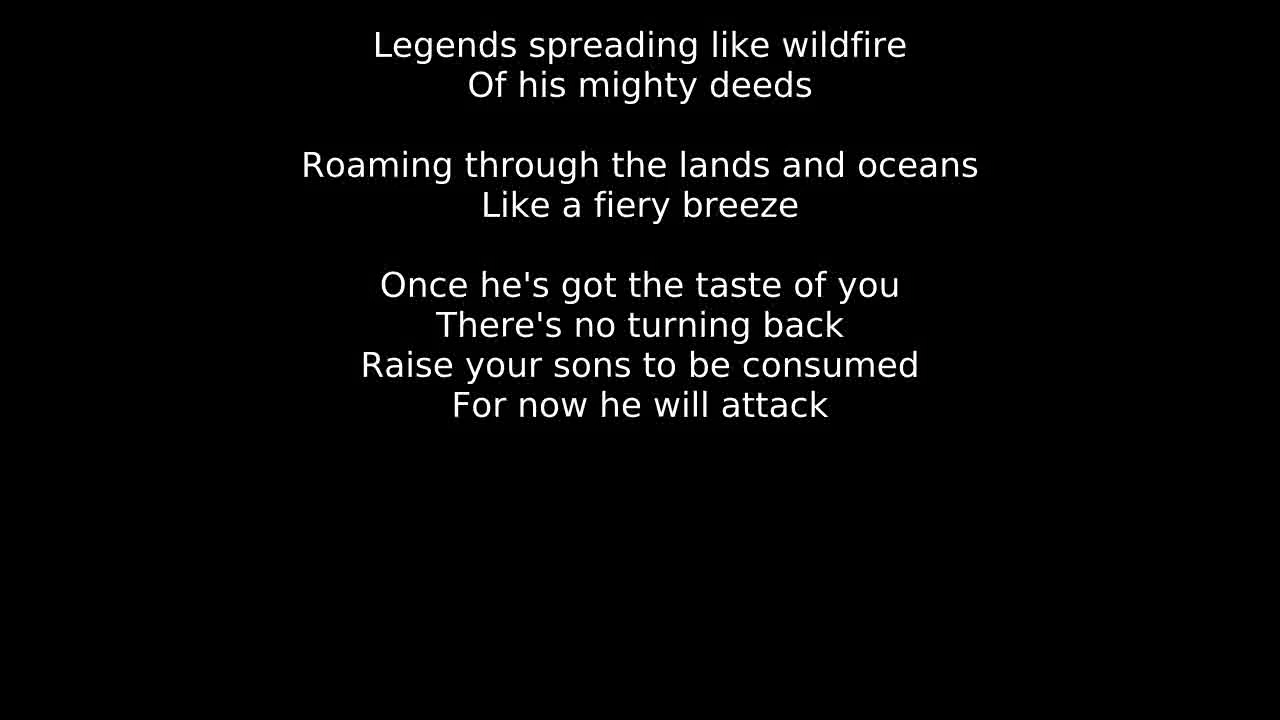 Legends spreading like wildfire
Of his mighty deeds
Roaming through the lands and oceans
Like a fiery breeze
Once he's got the taste of you
There's no turning back
Raise your sons to be consumed
For now he will attack